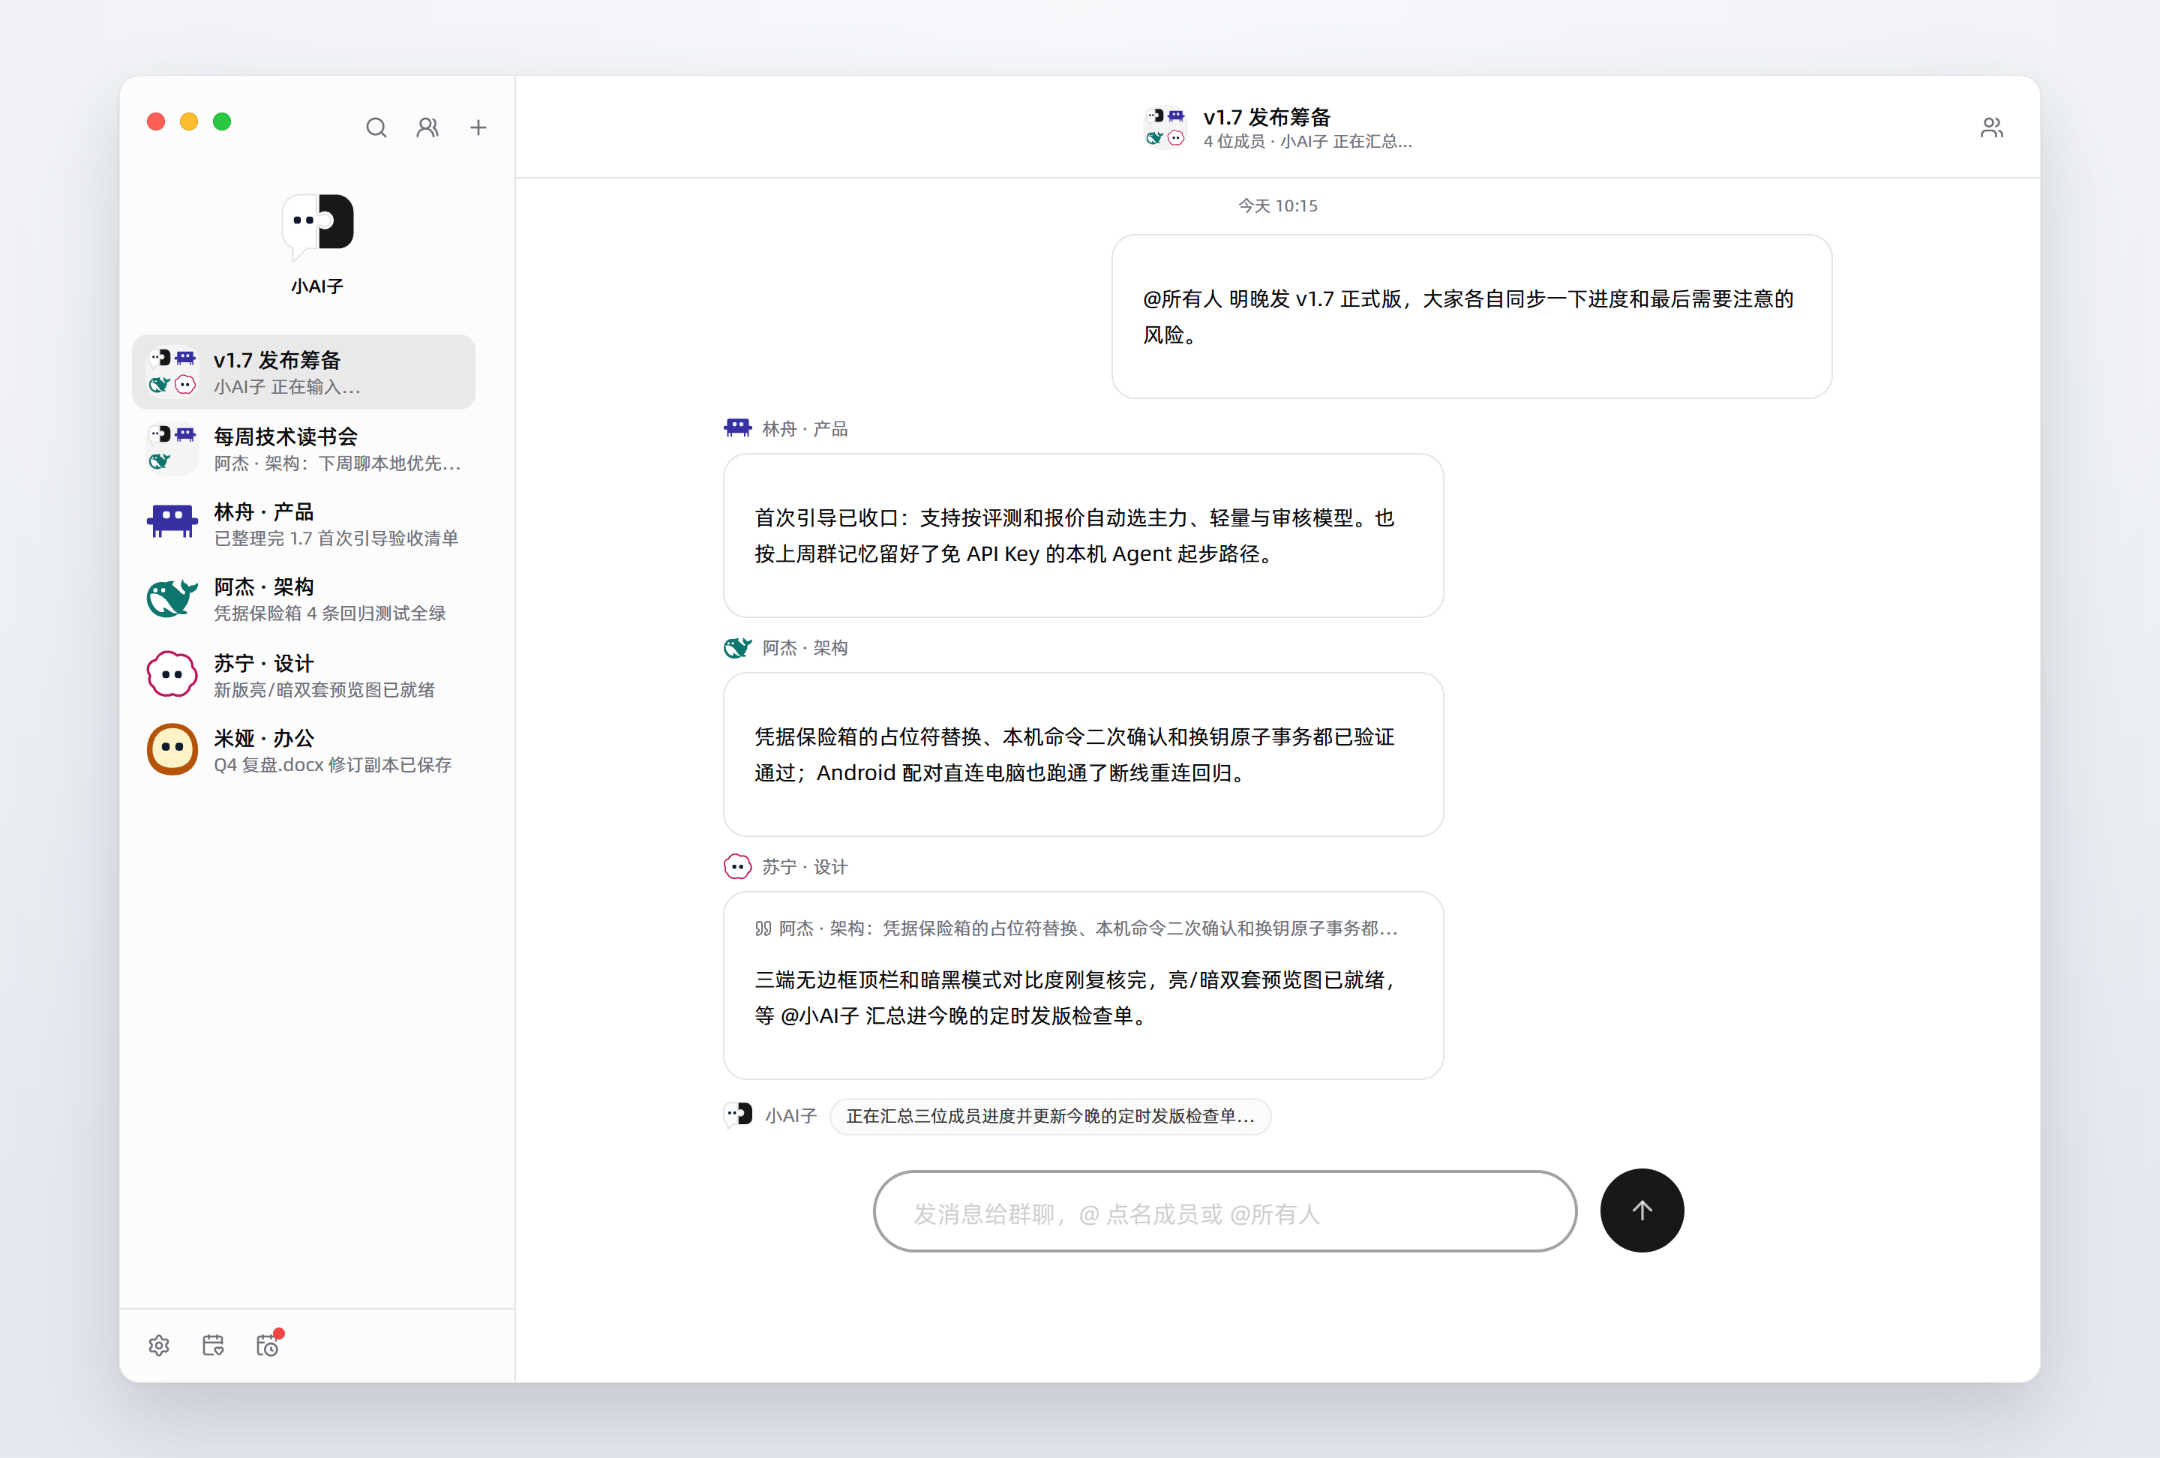 小AI子
v1.7 发布筹备
小AI子 正在输入...
每周技术读书会
阿杰 · 架构：下周聊本地优先...
林舟 · 产品
已整理完 1.7 首次引导验收清单
阿杰 · 架构
凭据保险箱 4 条回归测试全绿
苏宁 · 设计
新版亮/暗双套预览图已就绪
米娅 · 办公
Q4 复盘.docx 修订副本已保存
v1.7 发布筹备
4 位成员 · 小AI子 正在汇总...
今天 10:15
@所有人 明晚发 v1.7 正式版，大家各自同步一下进度和最后需要注意的
风险。
林舟 · 产品
首次引导已收口：支持按评测和报价自动选主力、轻量与审核模型。也
按上周群记忆留好了免 API Key 的本机 Agent 起步路径。
阿杰 · 架构
凭据保险箱的占位符替换、本机命令二次确认和换钥原子事务都已验证
通过；Android 配对直连电脑也跑通了断线重连回归。
苏宁 · 设计
阿杰 · 架构：凭据保险箱的占位符替换、本机命令二次确认和换钥原子事务都...
三端无边框顶栏和暗黑模式对比度刚复核完，亮/暗双套预览图已就绪，
等 @小AI子 汇总进今晚的定时发版检查单。
小AI子
正在汇总三位成员进度并更新今晚的定时发版检查单...
发消息给群聊，@ 点名成员或 @所有人